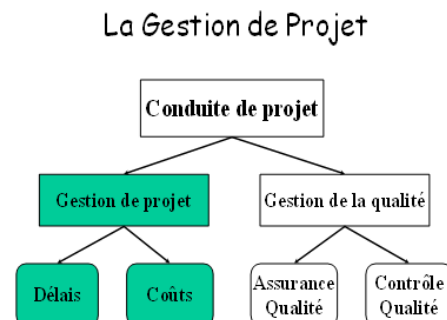 La Gestion de Projet
Conduite de projet
Gestion de projet
Gestion de la qualité
Délais
Coûts
Assurance
Qualité
Contrôle
Qualité